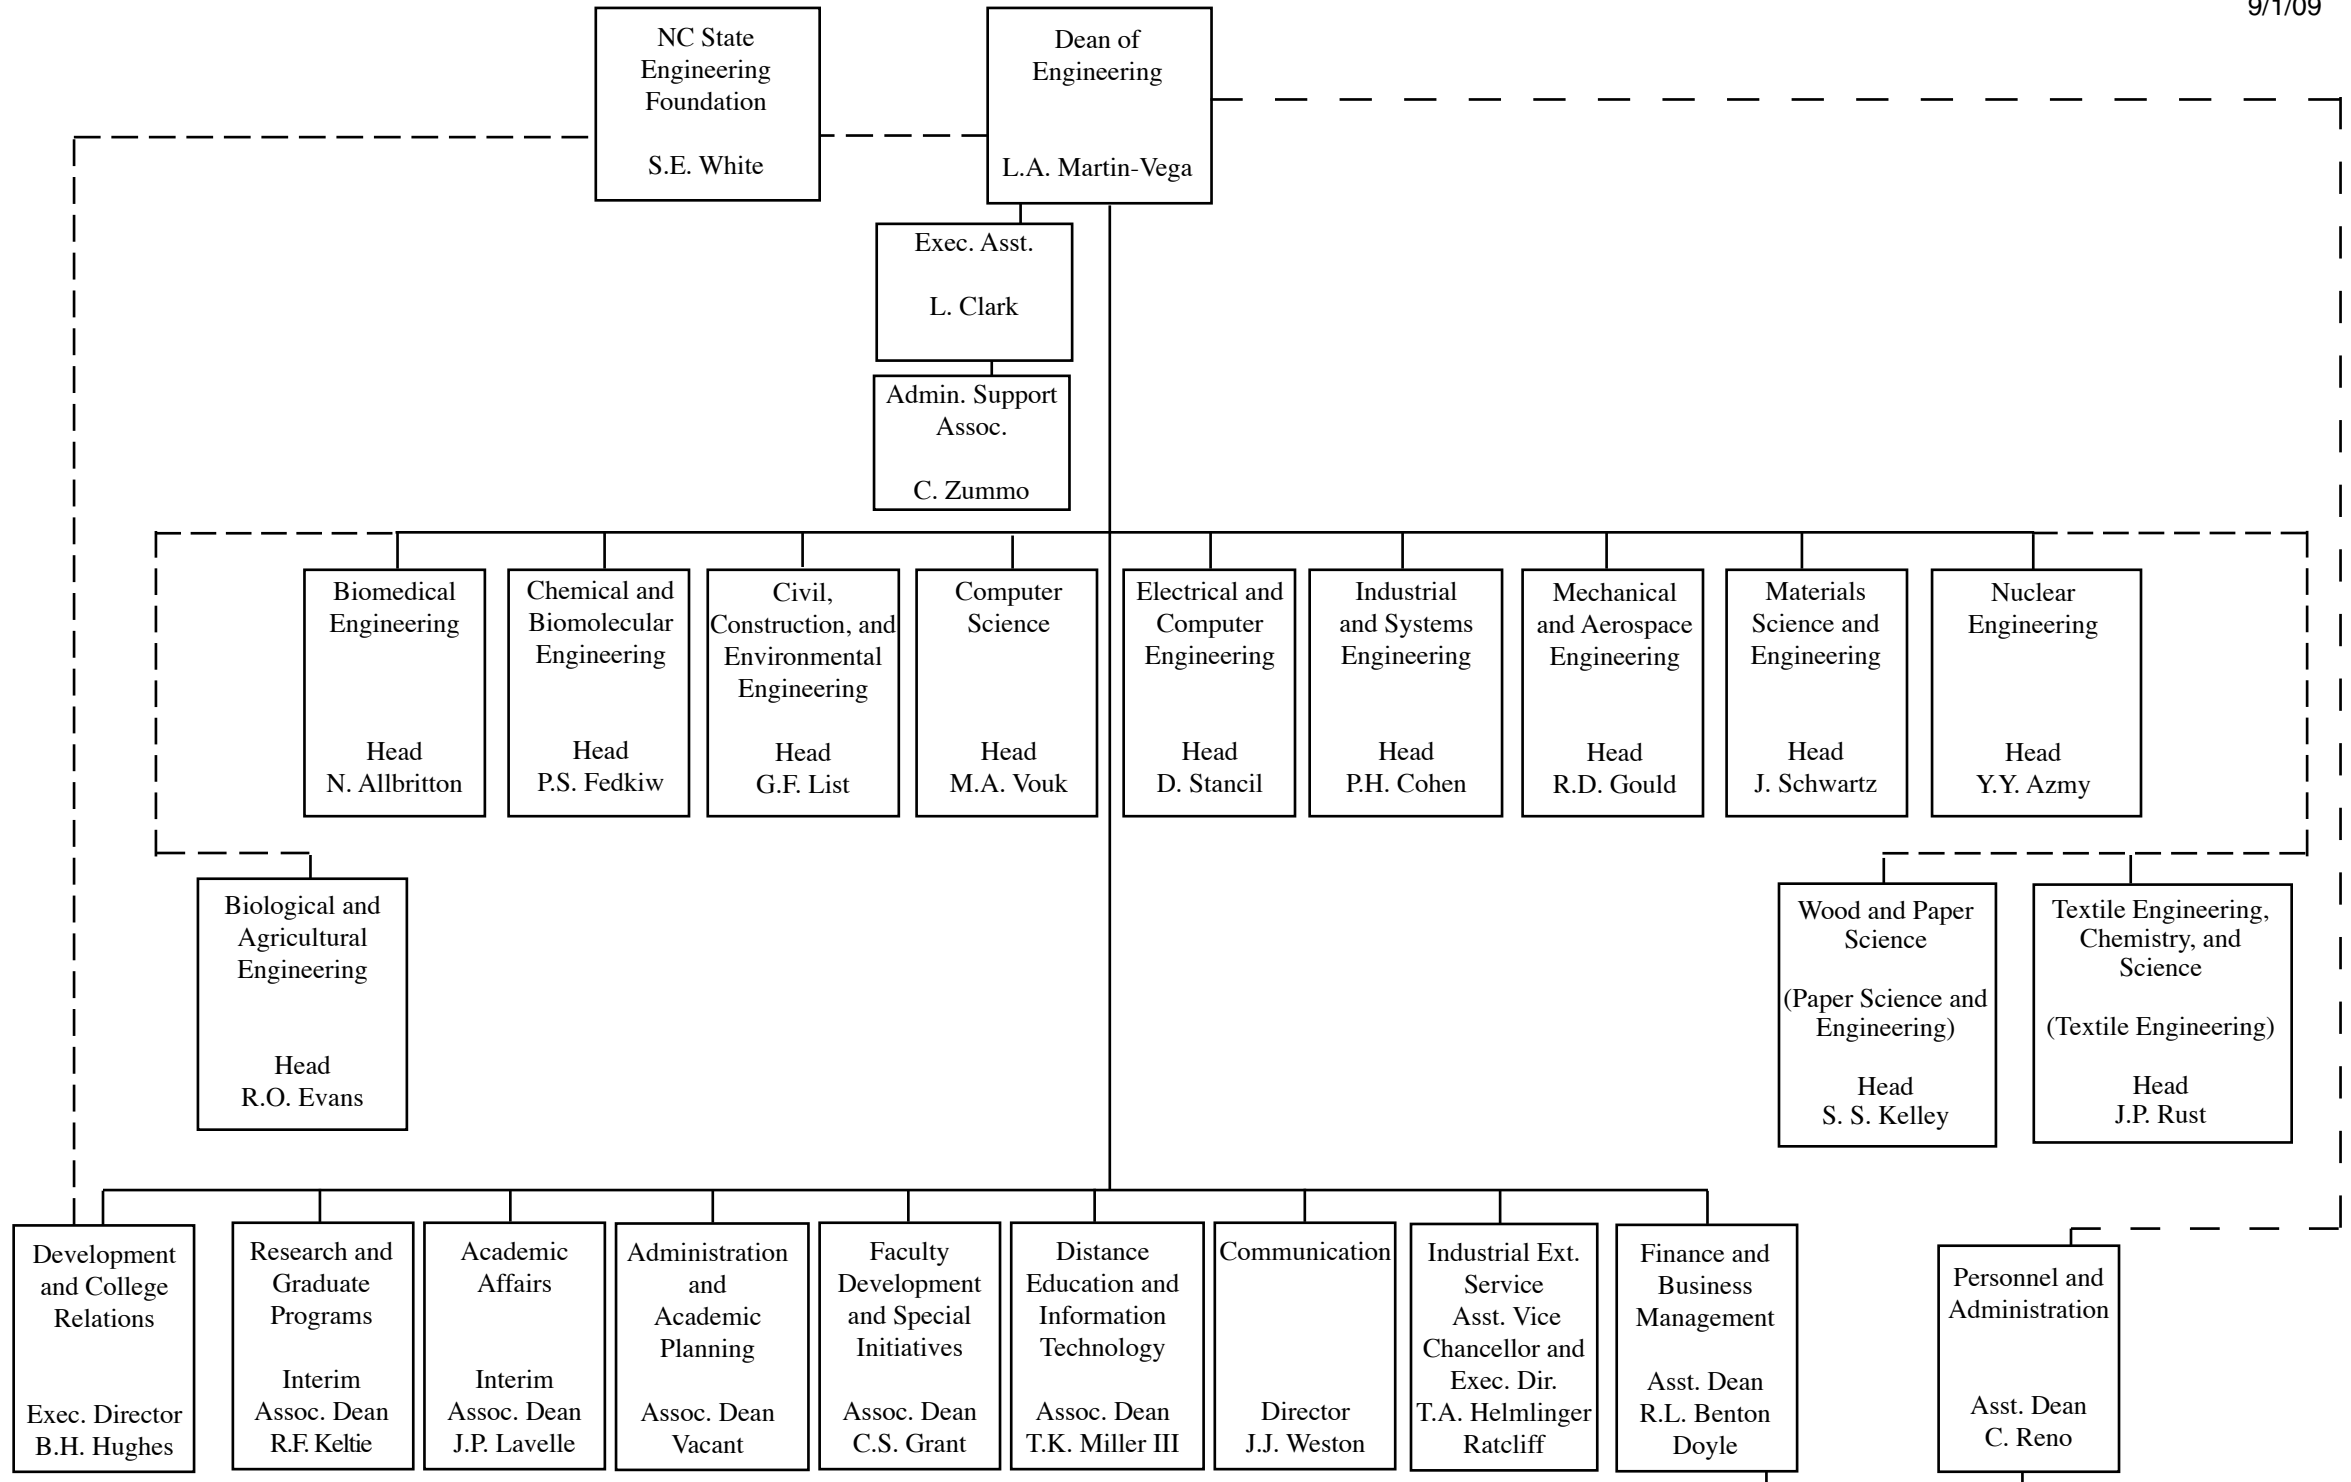 9/1/09
NC State
Engineering
Foundation
S.E. White
Dean of
Engineering
L.A. Martin-Vega
Exec. Asst.
L. Clark
Admin. Support
Assoc.
C. Zummo
Biomedical
Engineering
Head
N. Allbritton
Chemical and
Biomolecular
Engineering
Head
P.S. Fedkiw
Civil,
Construction, and
Environmental
Engineering
Head
G.F. List
Computer
Science
Head
M.A. Vouk
Electrical and
Computer
Engineering
Head
D. Stancil
Industrial
and Systems
Engineering
Head
P.H. Cohen
Mechanical
and Aerospace
Engineering
Head
R.D. Gould
Materials
Science and
Engineering
Head
J. Schwartz
Nuclear
Engineering
Head
Y.Y. Azmy
Biological and
Agricultural
Engineering
Head
R.O. Evans
Wood and Paper
Science
(Paper Science and
Engineering)
Head
S. S. Kelley
Textile Engineering,
Chemistry, and
Science
(Textile Engineering)
Head
J.P. Rust
Development
and College
Relations
Exec. Director
B.H. Hughes
Research and
Graduate
Programs
Interim
Assoc. Dean
R.F. Keltie
Academic
Affairs
Interim
Assoc. Dean
J.P. Lavelle
Administration
and
Academic
Planning
Assoc. Dean
Vacant
Faculty
Development
and Special
Initiatives
Assoc. Dean
C.S. Grant
Distance
Education and
Information
Technology
Assoc. Dean
T.K. Miller III
Communication
Director
J.J. Weston
Industrial Ext.
Service
Asst. Vice
Chancellor and
Exec. Dir.
T.A. Helmlinger
Ratcliff
Finance and
Business
Management
Asst. Dean
R.L. Benton
Doyle
Personnel and
Administration
Asst. Dean
C. Reno